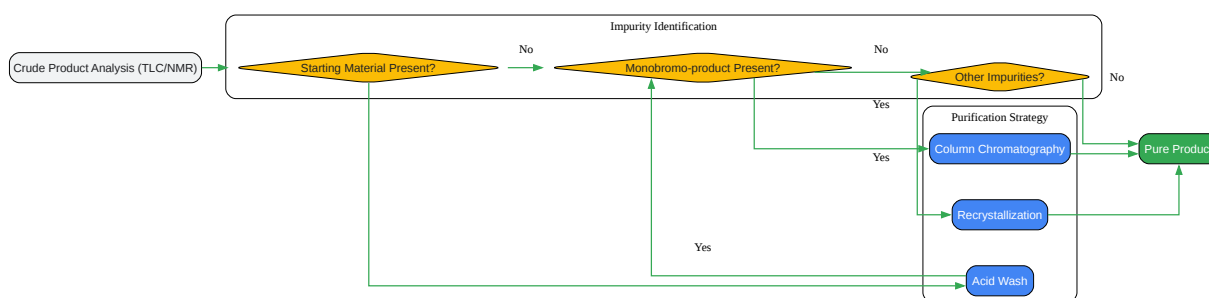 Impurity Identification
Crude Product Analysis (TLC/NMR)
Starting Material Present?
No
Monobromo-product Present?
No
Other Impurities?
No
Yes
Purification Strategy
Column Chromatography
Yes
Pure Produc
Recrystallization
Yes
Acid Wash